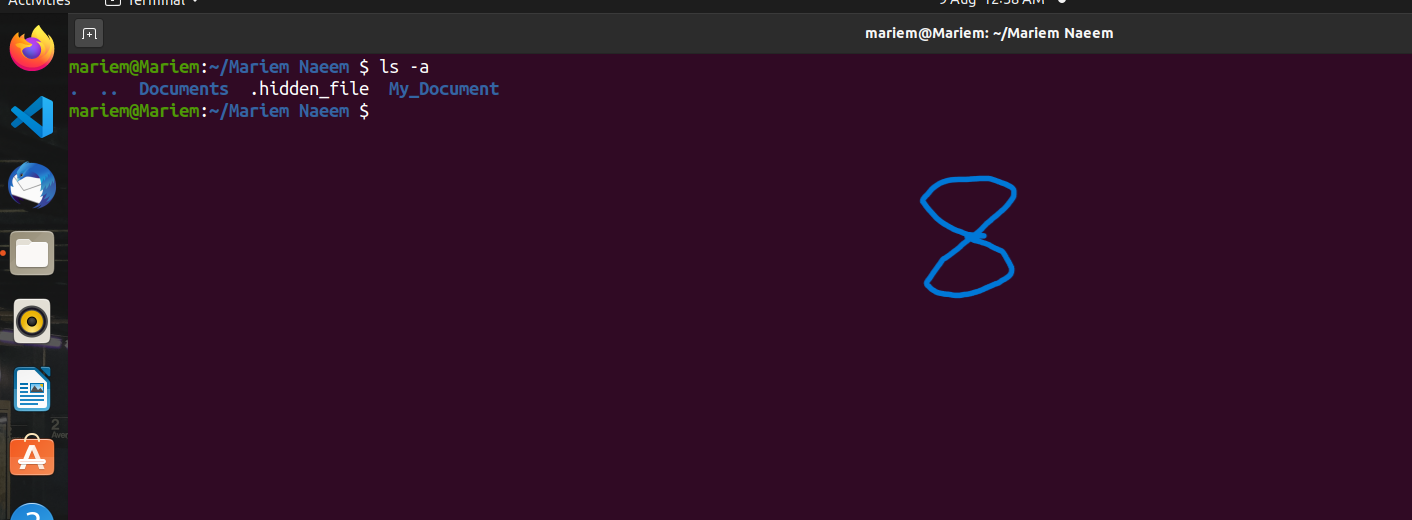 Activities Terminal 9 Aug 12:38 AM
mariem@Mariem: ~/Mariem Naeem
mariem@Mariem:~/Mariem Naeem $ ls -a
. .. Documents .hidden_file My_Document
mariem@Mariem:~/Mariem Naeem $
8
2